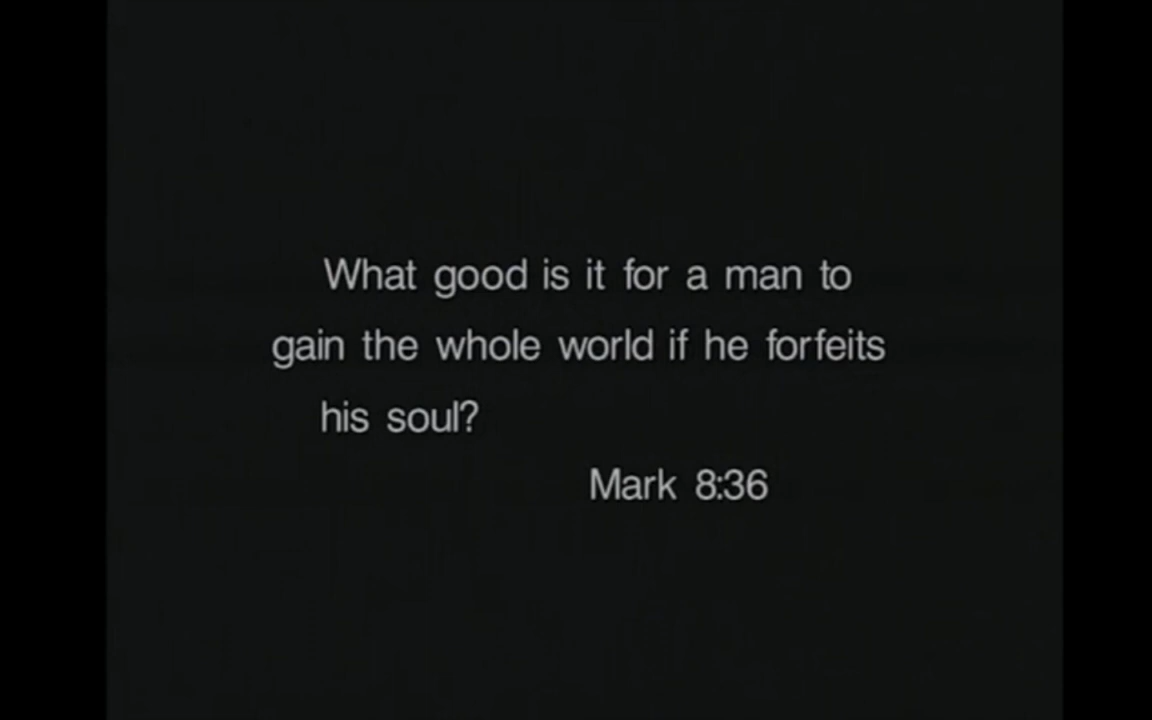 What good is it for a man to
gain the whole world if he forfeits
his soul?
Mark 8:36